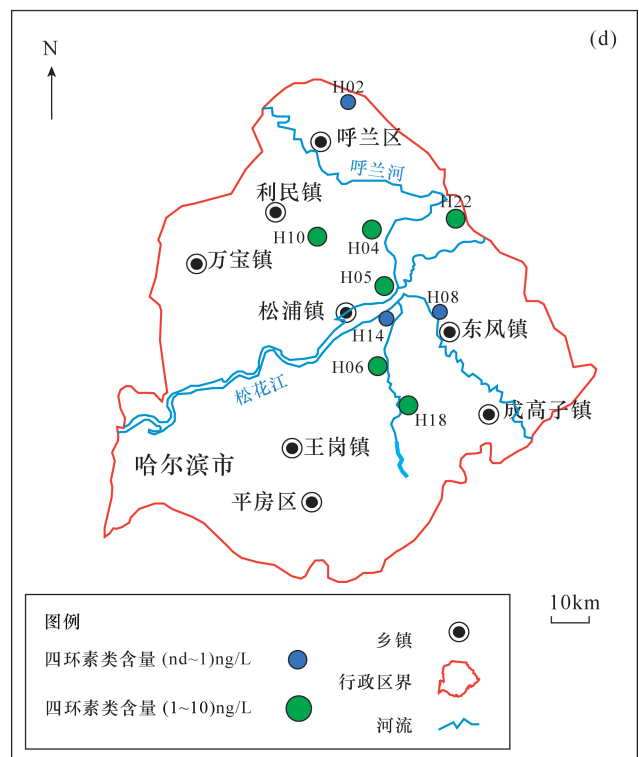 (d)
N
H02
呼兰区
呼兰河
利民镇
H22
H10
H04
万宝镇
H05
松浦镇
H08
H14
东风镇
H06
松花江
成高子镇
H18
哈尔滨市
王岗镇
平房区
10km
图例
四环素类含量 (nd~1)ng/L
四环素类含量 (1~10)ng/L
乡镇
行政区界
河流